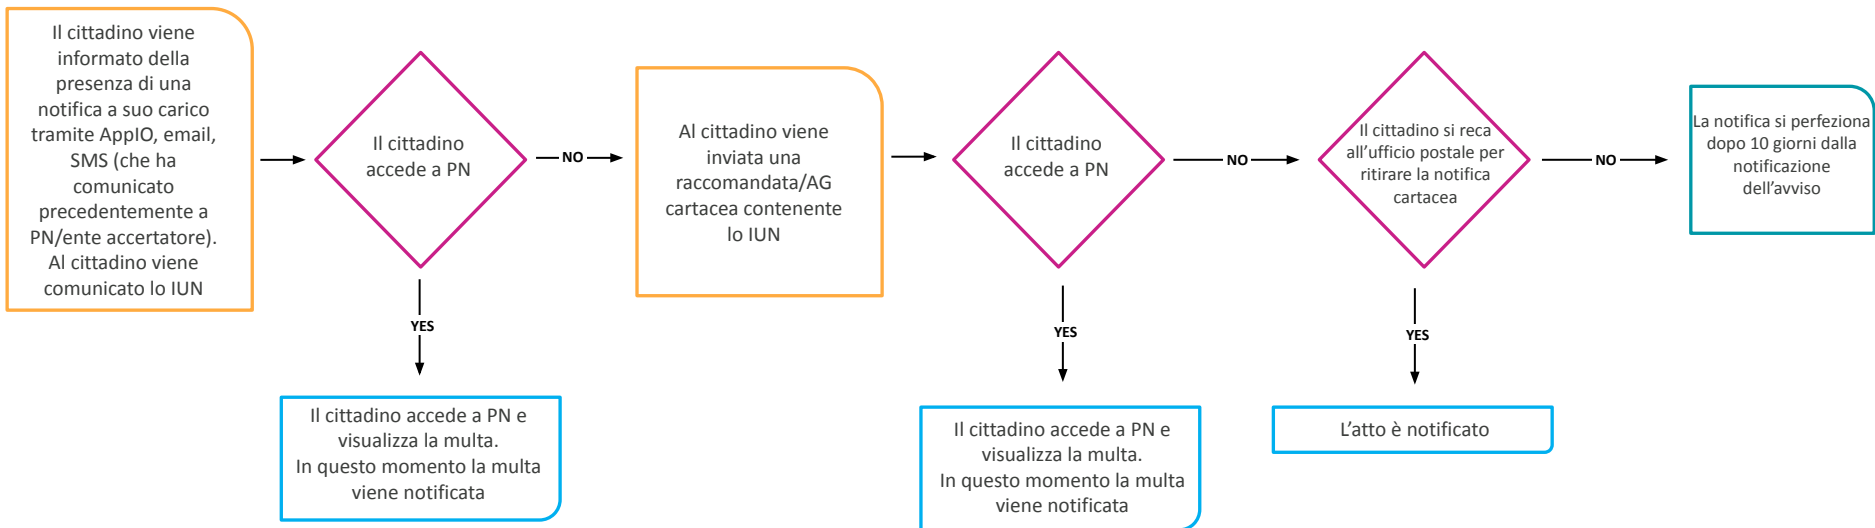 Il cittadino viene
informato della
presenza di una
notifica a suo carico
tramite AppIO, email,
SMS (che ha
comunicato
precedentemente a
PN/ente accertatore).
Al cittadino viene
comunicato lo IUN
Il cittadino
accede a PN
NO
YES
Il cittadino accede a PN e
visualizza la multa.
In questo momento la multa
viene notificata
Al cittadino viene
inviata una
raccomandata/AG
cartacea contenente
lo IUN
Il cittadino
accede a PN
NO
YES
Il cittadino accede a PN e
visualizza la multa.
In questo momento la multa
viene notificata
Il cittadino si reca
all’ufficio postale per
ritirare la notifica
cartacea
NO
YES
L’atto è notificato
La notifica si perfeziona
dopo 10 giorni dalla
notificazione
dell’avviso